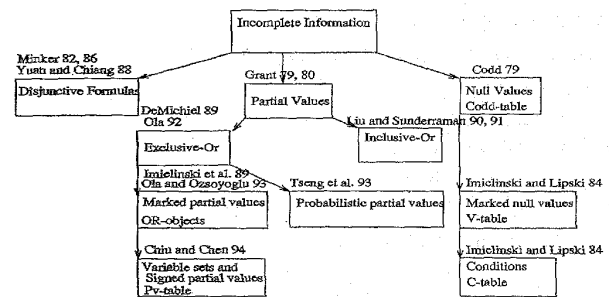 Incomplete Information
Minker 82, 86
Yuan and Chiang 88
Disjunctive Formulas
Grant 79, 80
Partial Values
Codd 79
Null Values
Codd-table
DeMichiel 89
Ola 92
Exclusive-Or
Liu and Sunderraman 90, 91
Inclusive-Or
Imielinski et al. 89
Ola and Ozsoyoglu 93
Marked partial values
OR-objects
Tseng et al. 93
Probabilistic partial values
Imielinski and Lipski 84
Marked null values
V-table
Chiu and Chen 94
Variable sets and
Signed partial values
Pv-table
Imielinski and Lipski 84
Conditions
C-table